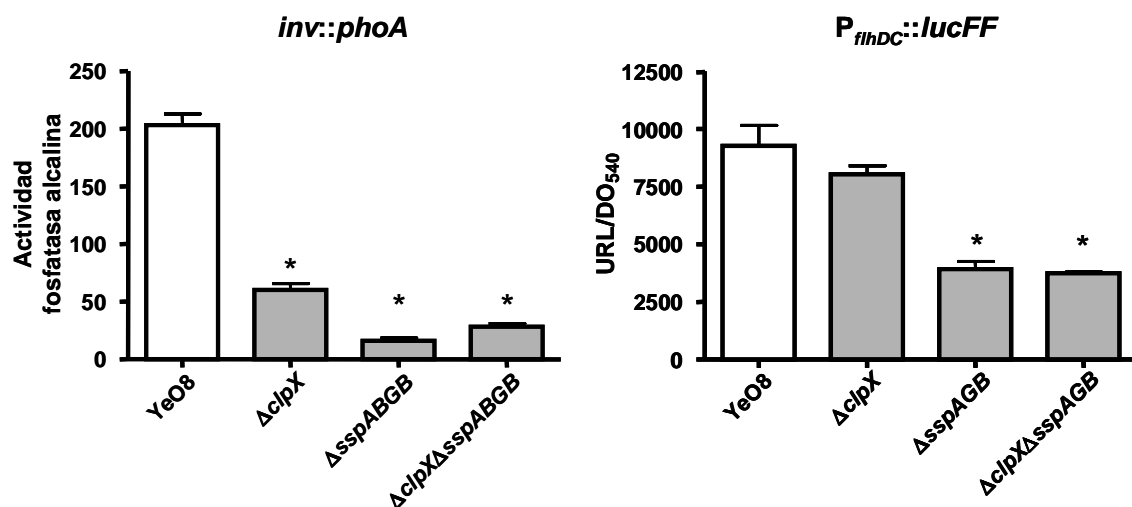 inv::phoA
Actividad
fosfatasa alcalina
250
200
150
100
50
0
*
*
*
YeO8
ΔclpX
ΔsspABGB
ΔclpXΔsspABGB
PflhDC::lucFF
URL/DO540
12500
10000
7500
5000
2500
0
*
*
YeO8
ΔclpX
ΔsspAGB
ΔclpXΔsspAGB